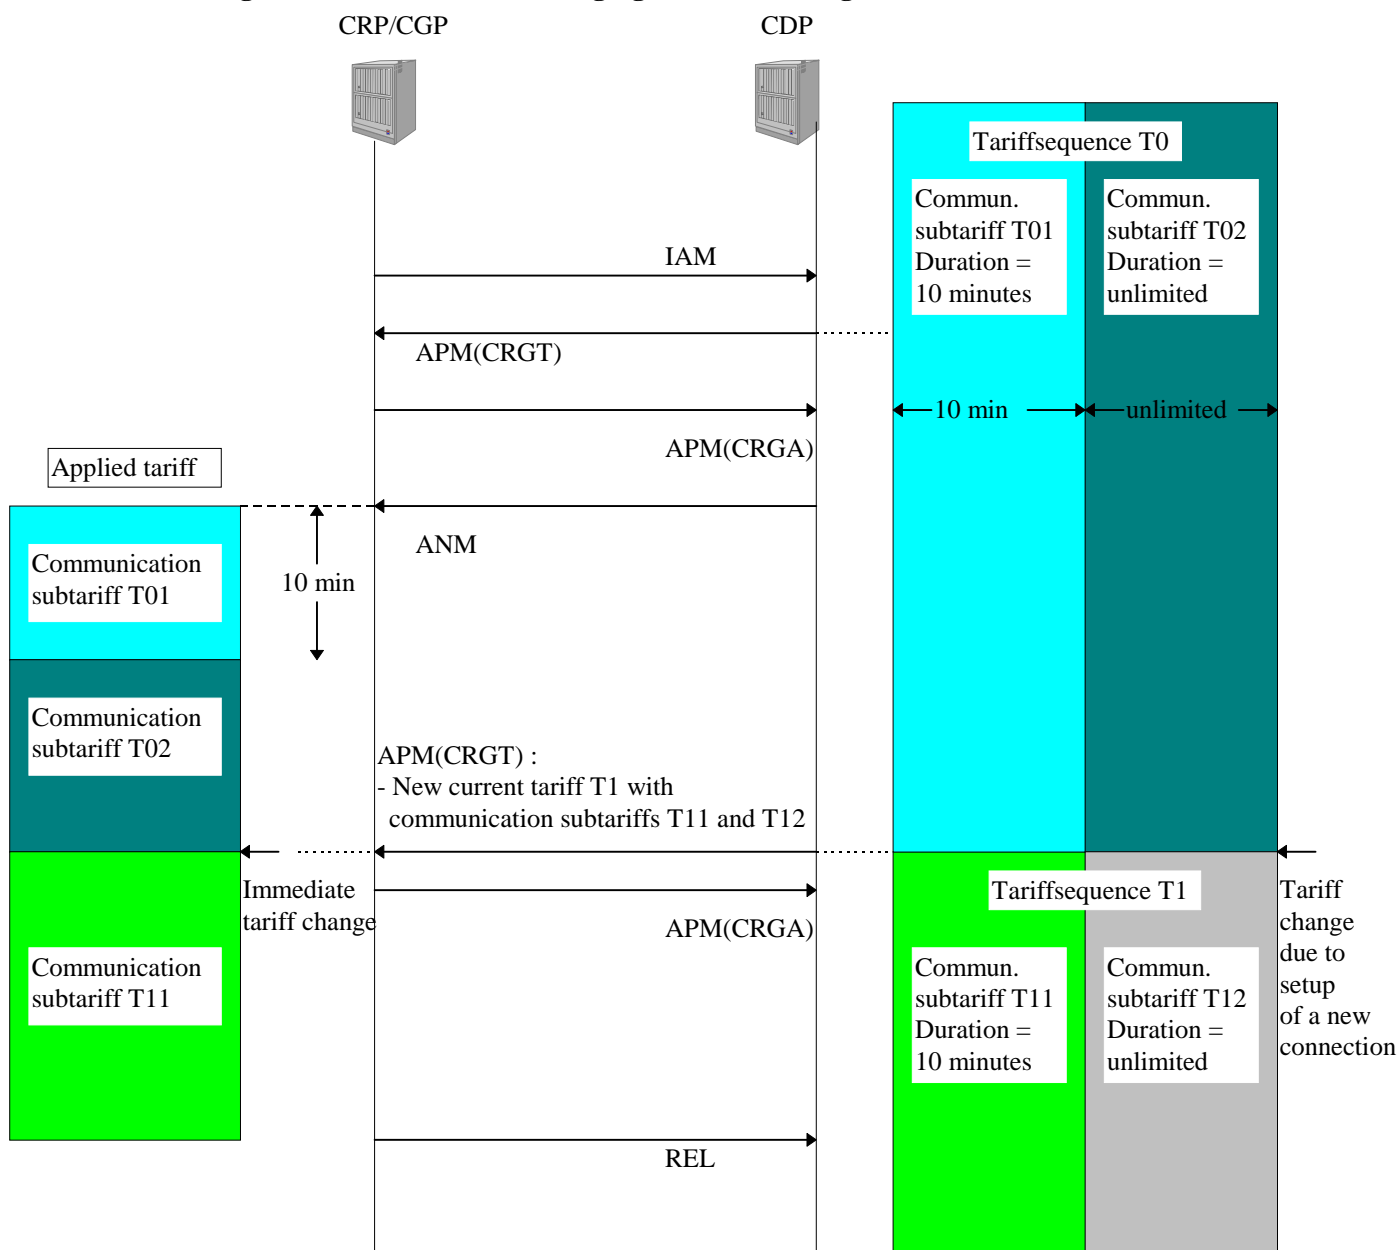 CRP/CGP
CDP
Tariffsequence T0
Commun.
subtariff T01
Duration =
10 minutes
Commun.
subtariff T02
Duration =
unlimited
IAM
APM(CRGT)
10 min
unlimited
APM(CRGA)
Applied tariff
ANM
Communication
subtariff T01
10 min
Communication
subtariff T02
APM(CRGT) :
- New current tariff T1 with
communication subtariffs T11 and T12
Immediate
tariff change
APM(CRGA)
Tariffsequence T1
Tariff
change
due to
setup
of a new
connection
Communication
subtariff T11
Commun.
subtariff T11
Duration =
10 minutes
Commun.
subtariff T12
Duration =
unlimited
REL